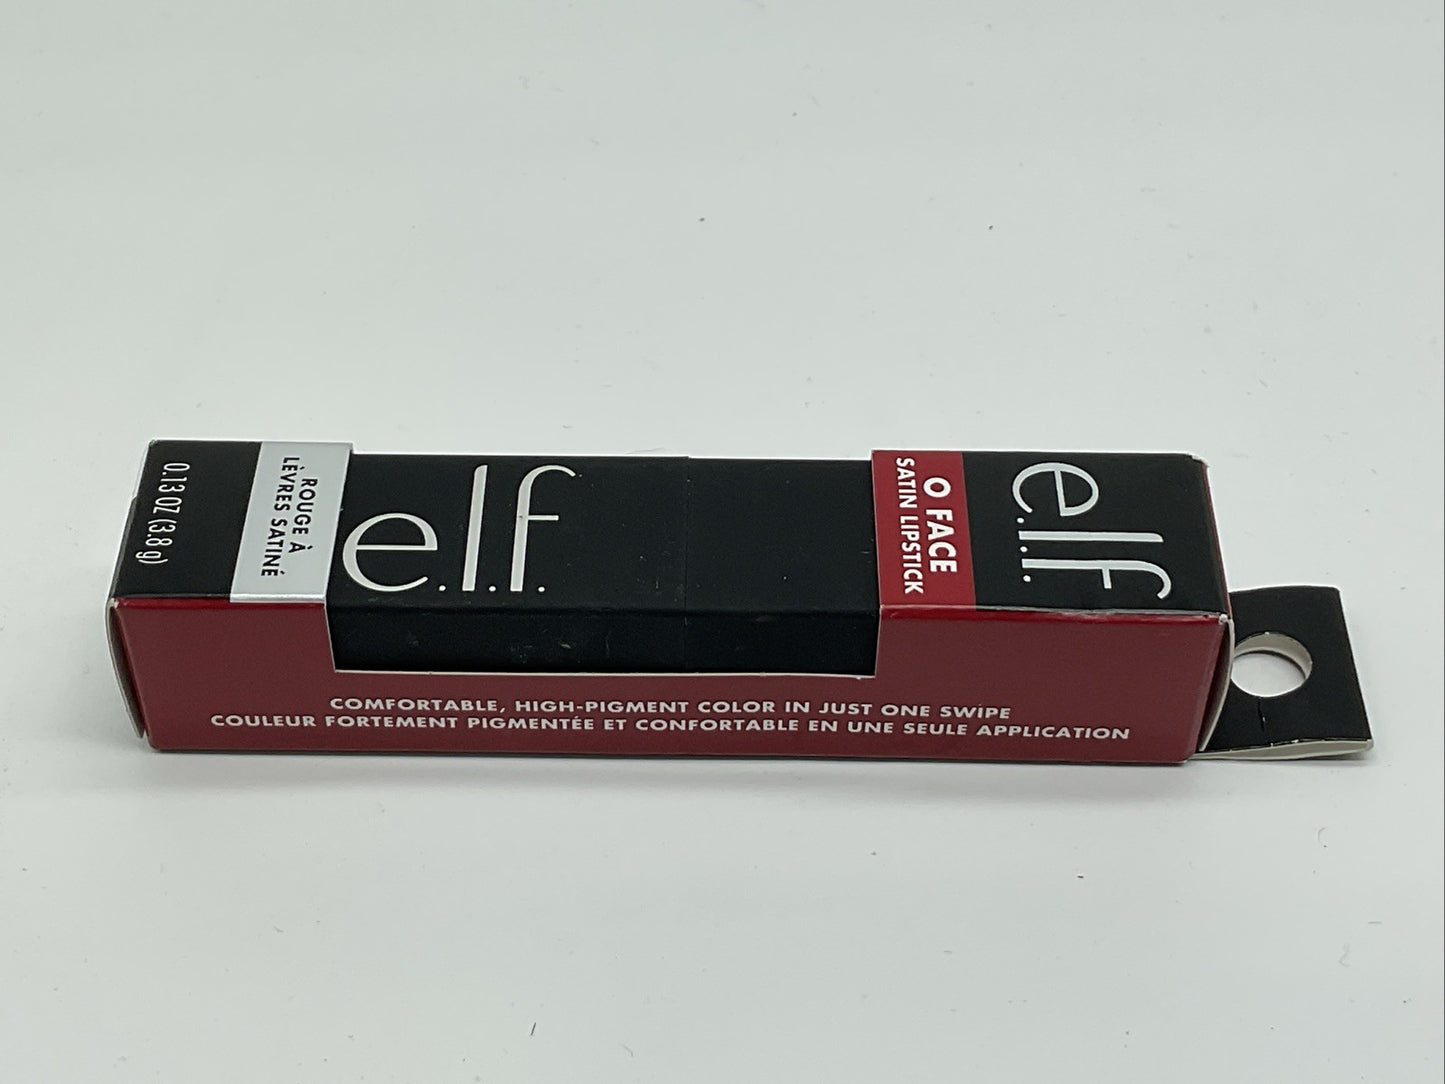 0.13 OZ (3.8 g)
ROUGE À
LÈVRES SATINÉ
e.l.f.
O FACE
SATIN LIPSTICK
e.l.f.
COMFORTABLE, HIGH-PIGMENT COLOR IN JUST ONE SWIPE
COULEUR FORTEMENT PIGMENTÉE ET CONFORTABLE EN UNE SEULE APPLICATION